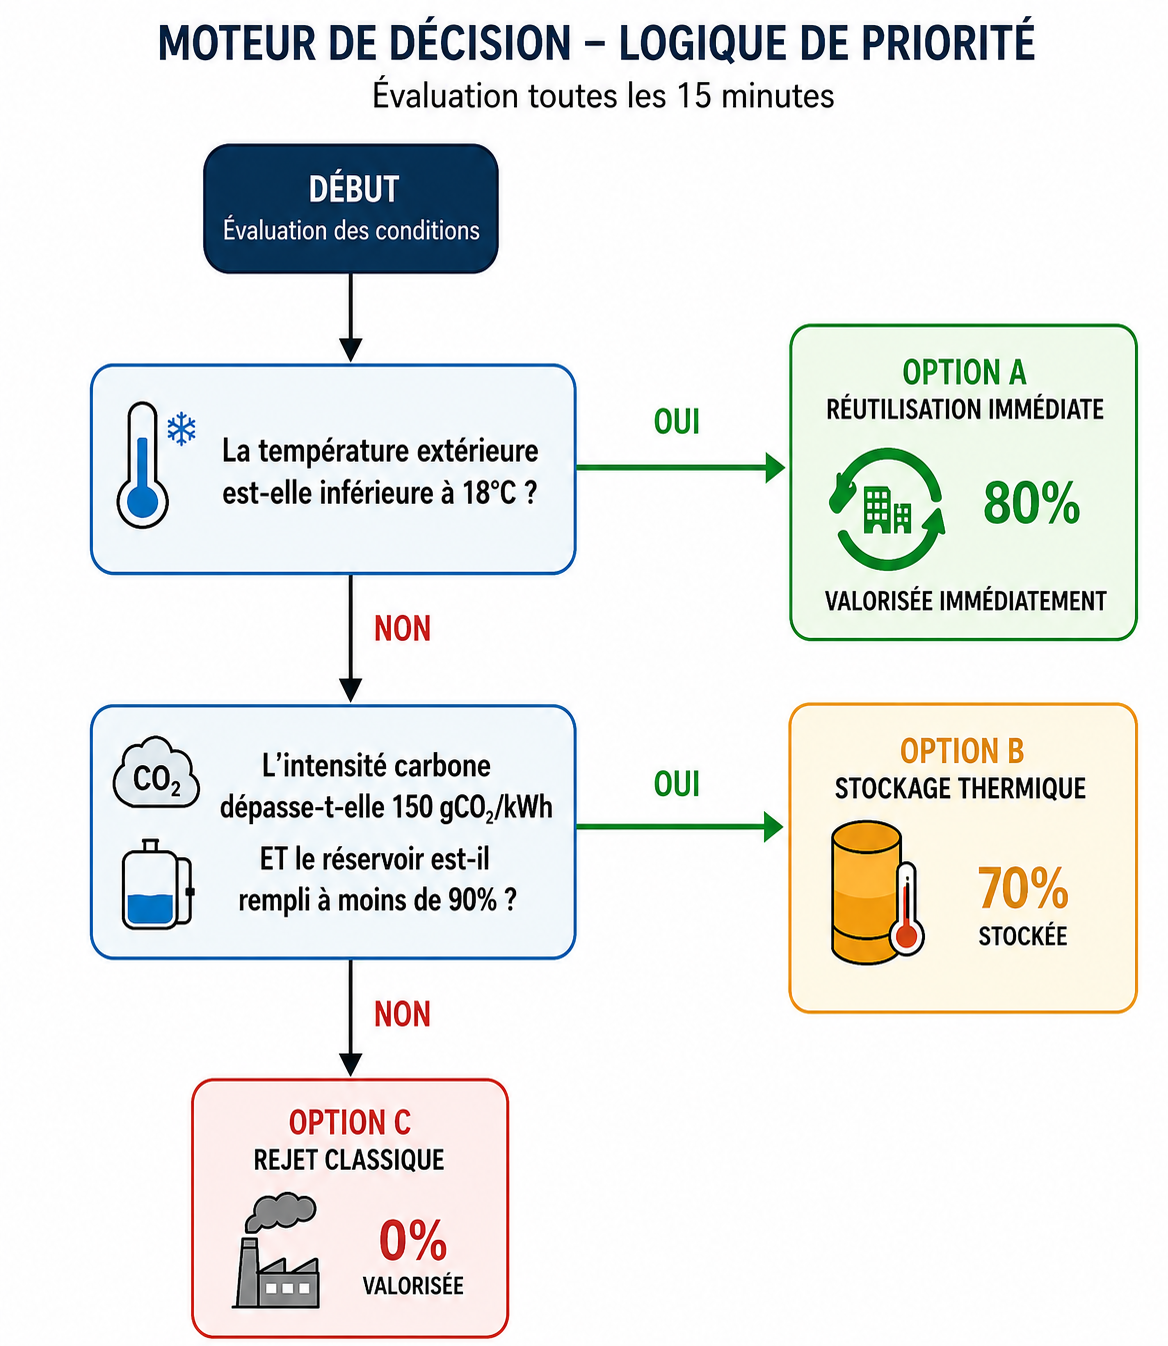 MOTEUR DE DÉCISION – LOGIQUE DE PRIORITÉ
Évaluation toutes les 15 minutes
DÉBUT
Évaluation des conditions
La température extérieure
est-elle inférieure à 18°C ?
OUI
OPTION A
RÉUTILISATION IMMÉDIATE
80%
VALORISÉE IMMÉDIATEMENT
NON
CO₂
L’intensité carbone
dépasse-t-elle 150 gCO₂/kWh
ET le réservoir est-il
rempli à moins de 90% ?
OUI
OPTION B
STOCKAGE THERMIQUE
70%
STOCKÉE
NON
OPTION C
REJET CLASSIQUE
0%
VALORISÉE